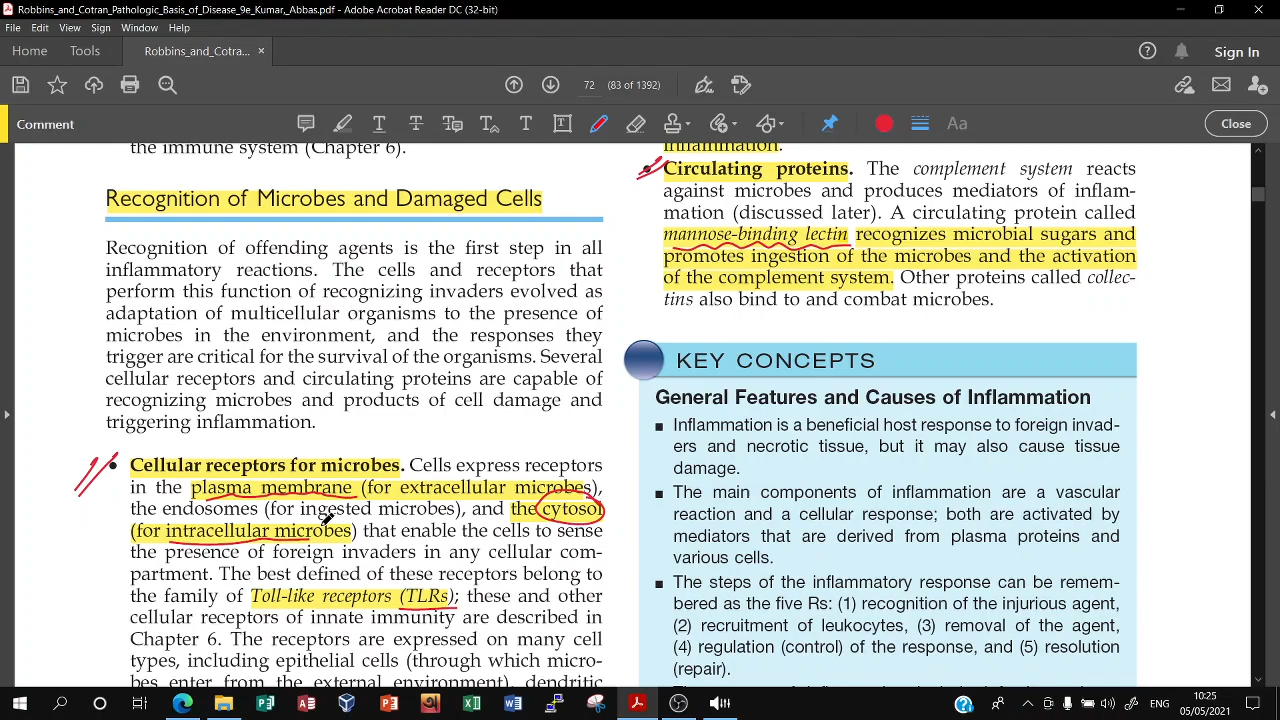 Robbins_and_Cotran_Pathologic_Basis_of_Disease_9e_Kumar_Abbas.pdf - Adobe Acrobat Reader DC (32-bit)
File Edit View Sign Window Help
Home Tools Robbins_and_Cotra... × Sign In
72 (83 of 1392)
Comment Aa Close
the immune system (Chapter 6).
Recognition of Microbes and Damaged Cells
Recognition of offending agents is the first step in all
inflammatory reactions. The cells and receptors that
perform this function of recognizing invaders evolved as
adaptation of multicellular organisms to the presence of
microbes in the environment, and the responses they
trigger are critical for the survival of the organisms. Several
cellular receptors and circulating proteins are capable of
recognizing microbes and products of cell damage and
triggering inflammation.
• Cellular receptors for microbes. Cells express receptors
in the plasma membrane (for extracellular microbes),
the endosomes (for ingested microbes), and the cytosol
(for intracellular microbes) that enable the cells to sense
the presence of foreign invaders in any cellular com-
partment. The best defined of these receptors belong to
the family of Toll-like receptors (TLRs); these and other
cellular receptors of innate immunity are described in
Chapter 6. The receptors are expressed on many cell
types, including epithelial cells (through which micro-
bes enter from the external environment), dendritic
inflammation.
• Circulating proteins. The complement system reacts
against microbes and produces mediators of inflam-
mation (discussed later). A circulating protein called
mannose-binding lectin recognizes microbial sugars and
promotes ingestion of the microbes and the activation
of the complement system. Other proteins called collec-
tins also bind to and combat microbes.
KEY CONCEPTS
General Features and Causes of Inflammation
■ Inflammation is a beneficial host response to foreign invad-
ers and necrotic tissue, but it may also cause tissue
damage.
■ The main components of inflammation are a vascular
reaction and a cellular response; both are activated by
mediators that are derived from plasma proteins and
various cells.
■ The steps of the inflammatory response can be remem-
bered as the five Rs: (1) recognition of the injurious agent,
(2) recruitment of leukocytes, (3) removal of the agent,
(4) regulation (control) of the response, and (5) resolution
(repair).
ENG 10:25
05/05/2021